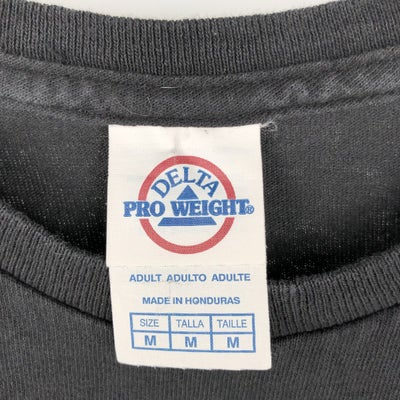 DELTA
PRO WEIGHT®
ADULT ADULTO ADULTE
MADE IN HONDURAS
SIZE TALLA TAILLE
M M M